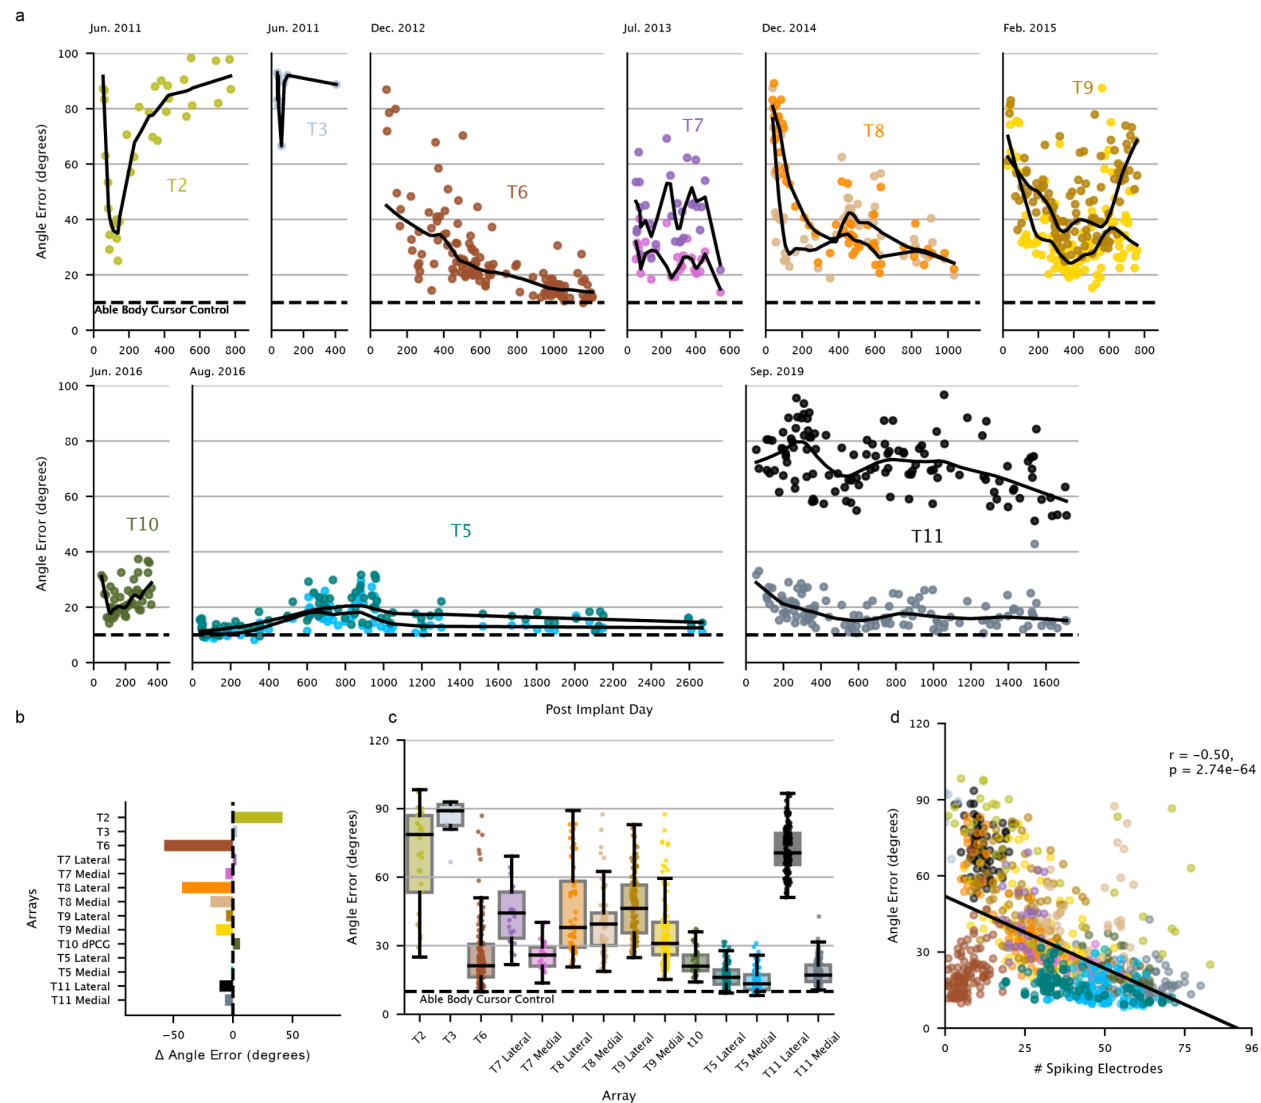 a
Jun. 2011
Jun. 2011
Dec. 2012
Jul. 2013
Dec. 2014
Feb. 2015
Angle Error (degrees)
100
80
60
40
20
0
T2
T3
T6
T7
T8
T9
Able Body Cursor Control
0 200 400 600 800
0 200 400
0 200 400 600 800 1000 1200
0 200 400 600
0 200 400 600 800 1000
0 200 400 600 800
Jun. 2016
Aug. 2016
Sep. 2019
Angle Error (degrees)
100
80
60
40
20
0
T10
T5
T11
0 200 400
0 200 400 600 800 1000 1200 1400 1600 1800 2000 2200 2400 2600
0 200 400 600 800 1000 1200 1400 1600
Post Implant Day
b
Arrays
T2
T3
T6
T7 Lateral
T7 Medial
T8 Lateral
T8 Medial
T9 Lateral
T9 Medial
T10 dPCG
T5 Lateral
T5 Medial
T11 Lateral
T11 Medial
−50 0 50
Δ Angle Error (degrees)
c
Angle Error (degrees)
120
90
60
30
0
Able Body Cursor Control
T2
T3
T6
T7 Lateral
T7 Medial
T8 Lateral
T8 Medial
T9 Lateral
T9 Medial
t10
T5 Lateral
T5 Medial
T11 Lateral
T11 Medial
Array
d
Angle Error (degrees)
120
90
60
30
0
r = −0.50,
p = 2.74e−64
0 25 50 75 96
# Spiking Electrodes